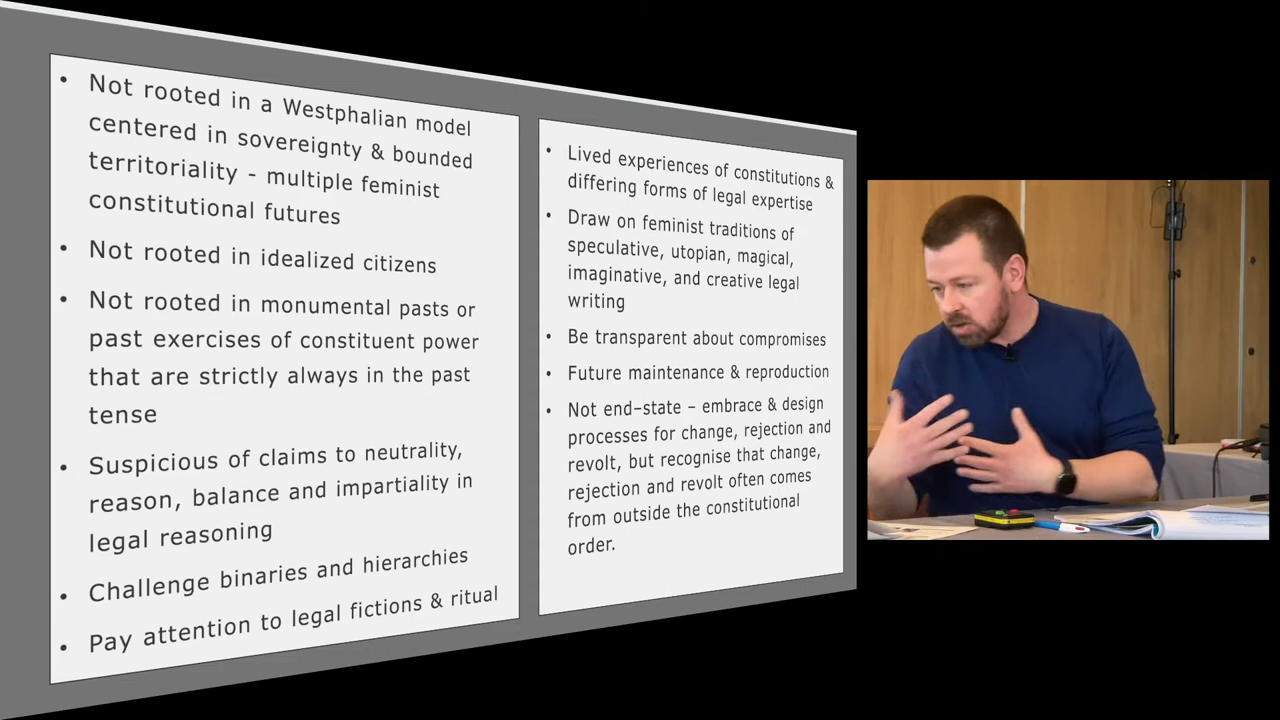 • Not rooted in a Westphalian model
centered in sovereignty & bounded
territoriality - multiple feminist
constitutional futures
• Not rooted in idealized citizens
• Not rooted in monumental pasts or
past exercises of constituent power
that are strictly always in the past
tense
• Suspicious of claims to neutrality,
reason, balance and impartiality in
legal reasoning
• Challenge binaries and hierarchies
• Pay attention to legal fictions & ritual
• Lived experiences of constitutions &
differing forms of legal expertise
• Draw on feminist traditions of
speculative, utopian, magical,
imaginative, and creative legal
writing
• Be transparent about compromises
• Future maintenance & reproduction
• Not end–state – embrace & design
processes for change, rejection and
revolt, but recognise that change,
rejection and revolt often comes
from outside the constitutional
order.